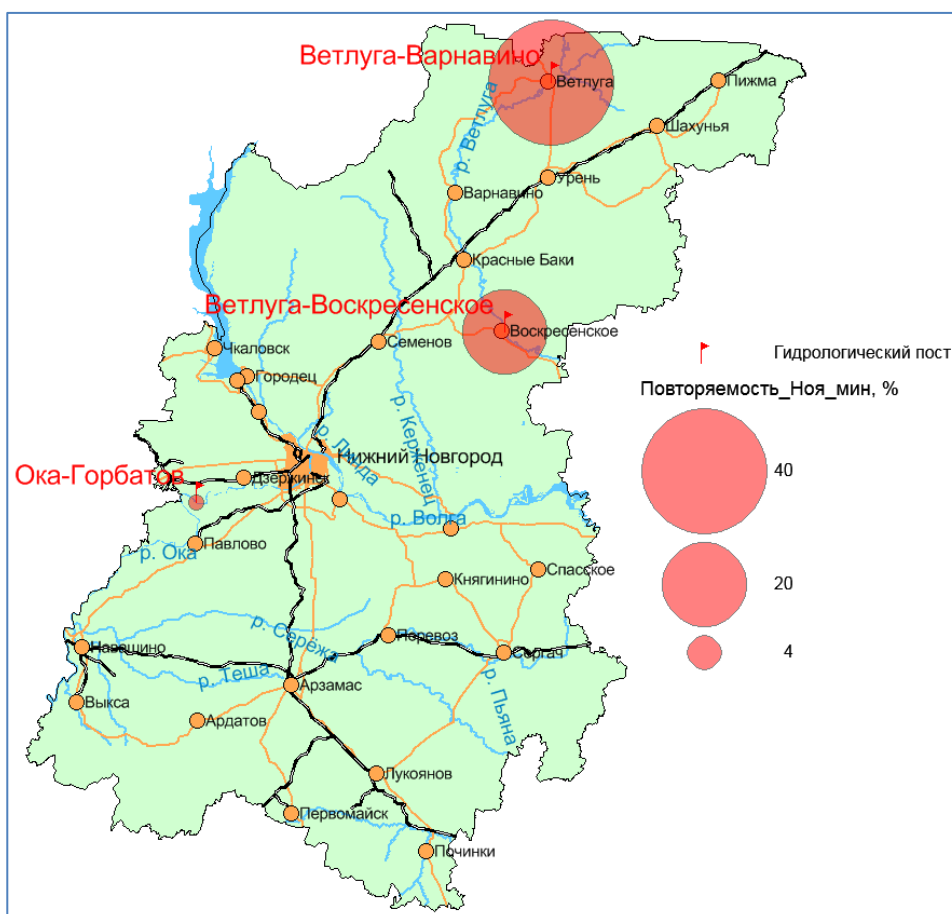 Ветлуга-Варнавино
Ветлуга
Пижма
Шахунья
р. Ветлуга
Урень
Варнавино
Красные Баки
Ветлуга-Воскресенское
Воскресенское
Семенов
Чкаловск
Городец
р. Линда
р. Керженец
Нижний Новгород
Ока-Горбатов
Дзержинск
р. Волга
Павлово
р. Ока
Спасское
Княгинино
р. Серёжа
Перевоз
Навашино
Сергач
р. Теша
Арзамас
р. Пьяна
Выкса
Ардатов
Лукоянов
Первомайск
Починки
Гидрологический пост
Повторяемость_Ноя_мин, %
40
20
4